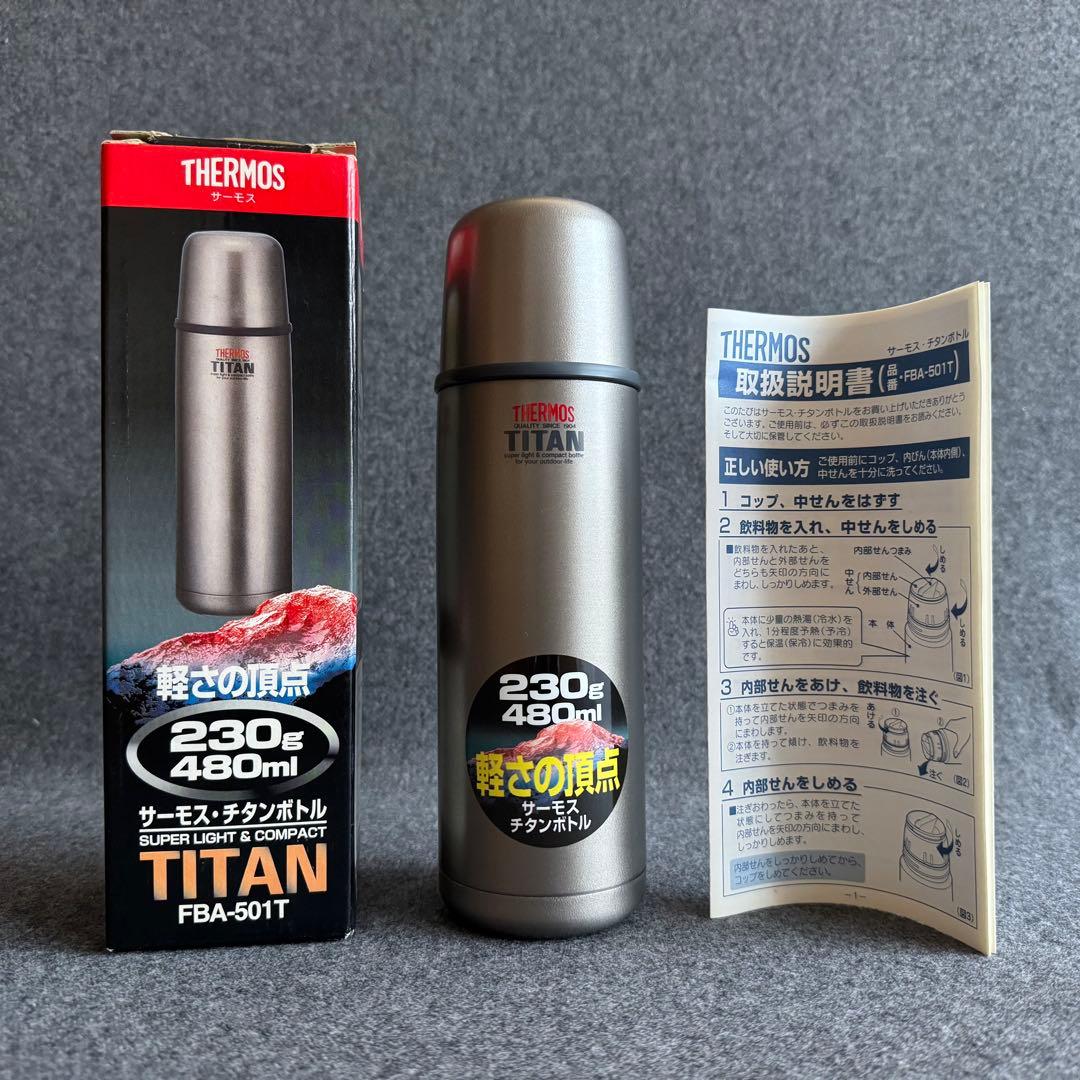 THERMOS
サーモス
THERMOS
QUALITY SINCE 1904
TITAN
super light & compact bottle
for your outdoor-life
軽さの頂点
230g
480ml
サーモス・チタンボトル
SUPER LIGHT & COMPACT
TITAN
FBA-501T
THERMOS
QUALITY SINCE 1904
TITAN
super light & compact bottle
for your outdoor-life
230g
480ml
軽さの頂点
サーモス
チタンボトル
THERMOS
サーモス・チタンボトル
取扱説明書(品番・FBA-501T)
このたびはサーモス・チタンボトルをお買い上げいただきありがとう
ございます。ご使用前は、必ずこの取扱説明書をお読みください。
そして大切に保管してください。
正しい使い方
ご使用前にコップ、内びん(本体内側)、
中せんを十分に洗ってください。
1 コップ、中せんをはずす
2 飲料物を入れ、中せんをしめる
■飲料物を入れたあと、
内部せんと外部せんを
どちらも矢印の方向に
まわし、しっかりしめます。
内部せんつまみ
しめる
中せん
内部せん
外部せん
本体
しめる
本体に少量の熱湯(冷水)を
入れ、1分程度予熱(予冷)
すると保温(保冷)に効果的
です。
(図1)
3 内部せんをあけ、飲料物を注ぐ
①本体を立てた状態でつまみを
持って内部せんを矢印の方向
にまわします。
②本体を持って傾け、飲料物を
注ぎます。
あける
①
②
注ぐ
(図2)
4 内部せんをしめる
■注ぎおわったら、本体を立てた
状態にしてつまみを持って
内部せんを矢印の方向にまわし、
しっかりしめます。
しめる
内部せんをしっかりしめてから、
コップをしめてください。
(図3)
－1－